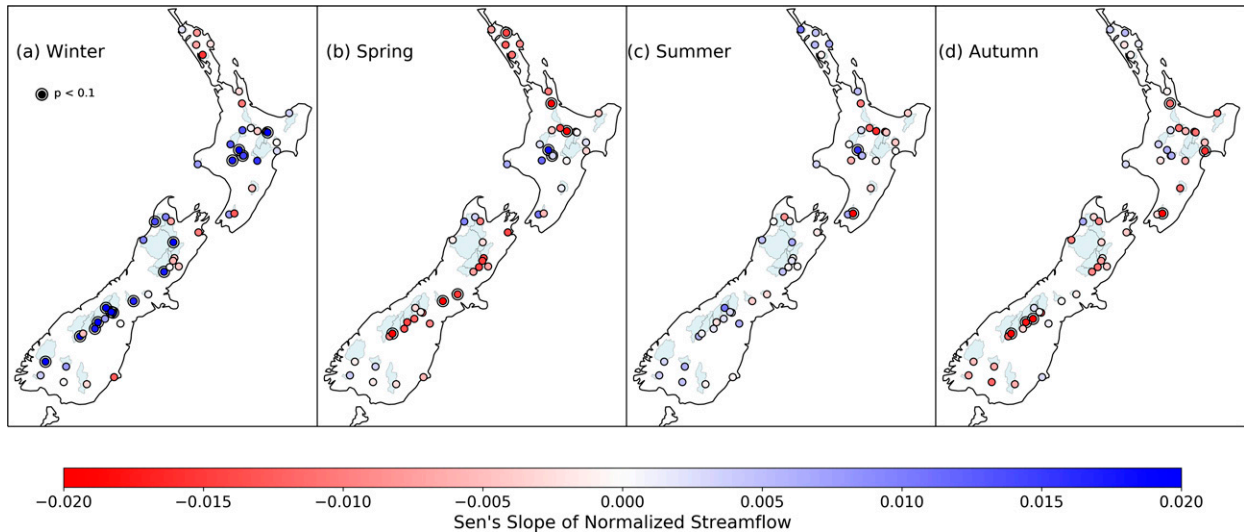 (a) Winter
(b) Spring
(c) Summer
(d) Autumn
p < 0.1
−0.020
−0.015
−0.010
−0.005
0.000
0.005
0.010
0.015
0.020
Sen's Slope of Normalized Streamflow